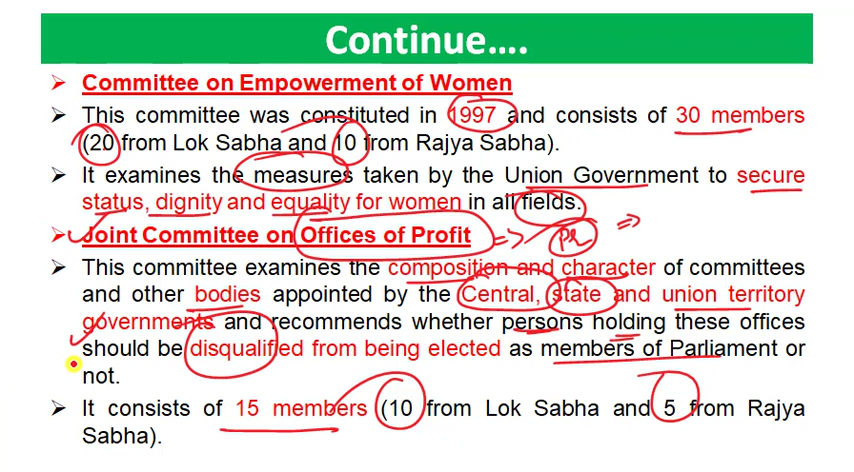 Continue....
Committee on Empowerment of Women
This committee was constituted in 1997 and consists of 30 members
(20 from Lok Sabha and 10 from Rajya Sabha).
It examines the measures taken by the Union Government to secure
status, dignity and equality for women in all fields.
Joint Committee on Offices of Profit
This committee examines the composition and character of committees
and other bodies appointed by the Central, state and union territory
governments and recommends whether persons holding these offices
should be disqualified from being elected as members of Parliament or
not.
It consists of 15 members (10 from Lok Sabha and 5 from Rajya
Sabha).